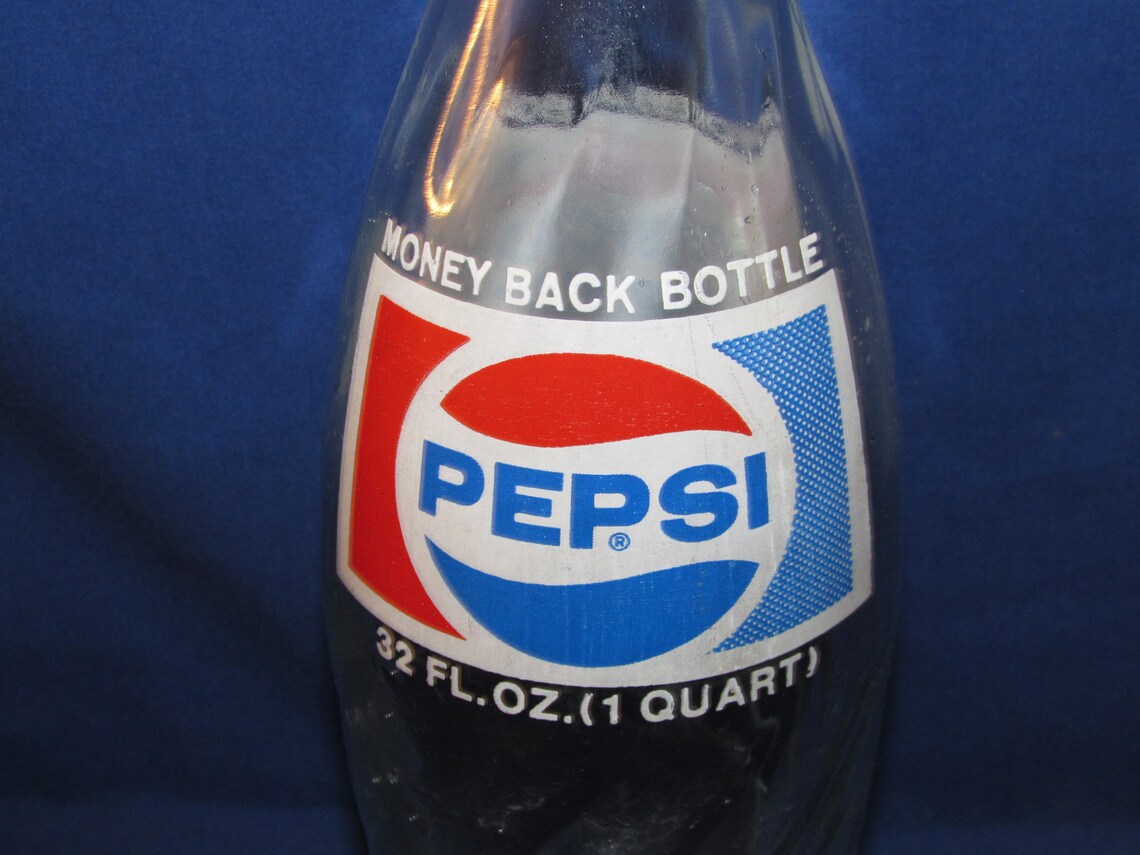 MONEY BACK BOTTLE
PEPSI®
32 FL.OZ.(1 QUART)